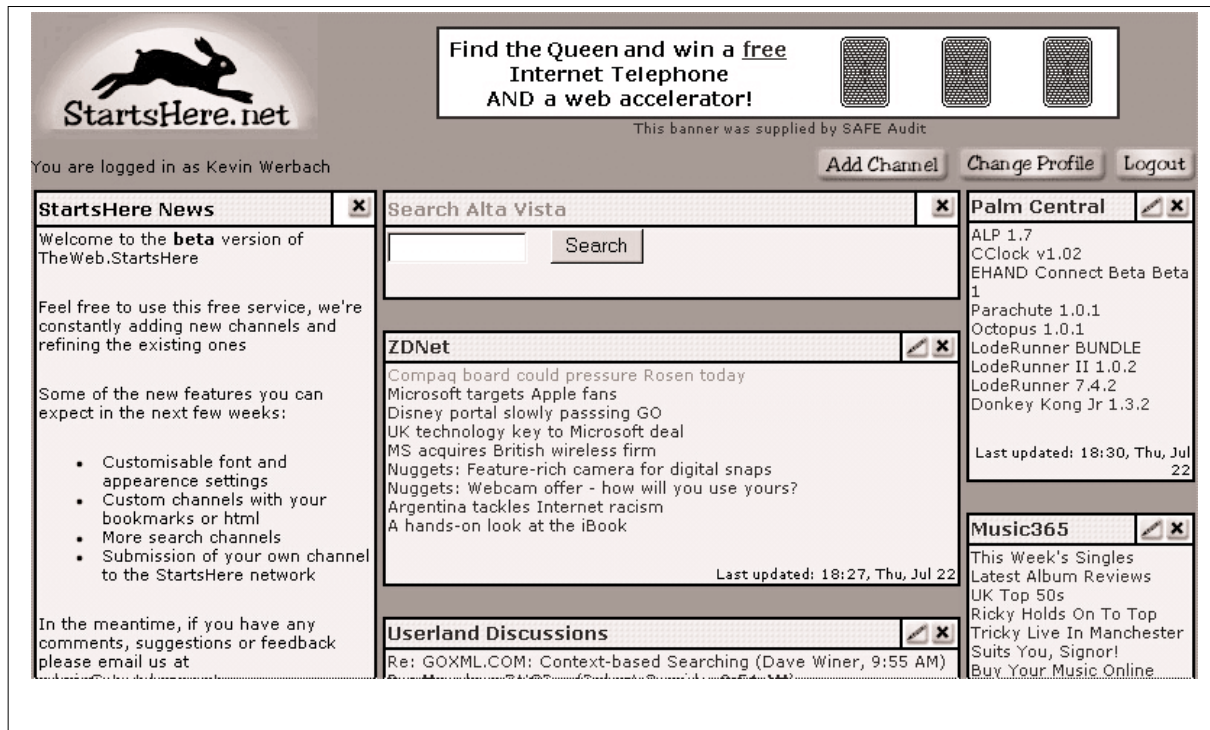 StartsHere.net
Find the Queen and win a free
Internet Telephone
AND a web accelerator!
This banner was supplied by SAFE Audit
You are logged in as Kevin Werbach
Add Channel
Change Profile
Logout
StartsHere News
Welcome to the beta version of
TheWeb.StartsHere
Feel free to use this free service, we're
constantly adding new channels and
refining the existing ones
Some of the new features you can
expect in the next few weeks:
• Customisable font and
appearence settings
• Custom channels with your
bookmarks or html
• More search channels
• Submission of your own channel
to the StartsHere network
In the meantime, if you have any
comments, suggestions or feedback
please email us at
Search Alta Vista
Search
ZDNet
Compaq board could pressure Rosen today
Microsoft targets Apple fans
Disney portal slowly passsing GO
UK technology key to Microsoft deal
MS acquires British wireless firm
Nuggets: Feature-rich camera for digital snaps
Nuggets: Webcam offer - how will you use yours?
Argentina tackles Internet racism
A hands-on look at the iBook
Last updated: 18:27, Thu, Jul 22
Userland Discussions
Re: GOXML.COM: Context-based Searching (Dave Winer, 9:55 AM)
Palm Central
ALP 1.7
CClock v1.02
EHAND Connect Beta Beta
1
Parachute 1.0.1
Octopus 1.0.1
LodeRunner BUNDLE
LodeRunner II 1.0.2
LodeRunner 7.4.2
Donkey Kong Jr 1.3.2
Last updated: 18:30, Thu, Jul
22
Music365
This Week's Singles
Latest Album Reviews
UK Top 50s
Ricky Holds On To Top
Tricky Live In Manchester
Suits You, Signor!
Buy Your Music Online